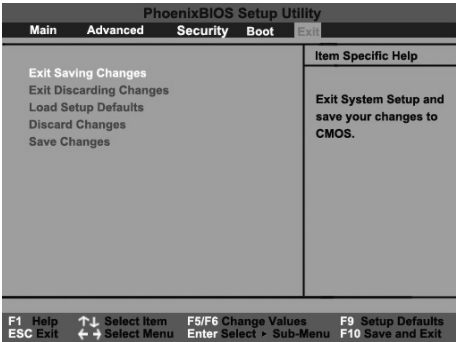 PhoenixBIOS Setup Utility
Main Advanced Security Boot Exit
Item Specific Help
Exit Saving Changes
Exit Discarding Changes
Load Setup Defaults
Discard Changes
Save Changes
Exit System Setup and
save your changes to
CMOS.
F1 Help ↑↓ Select Item F5/F6 Change Values F9 Setup Defaults
ESC Exit ←→ Select Menu Enter Select ▸ Sub-Menu F10 Save and Exit